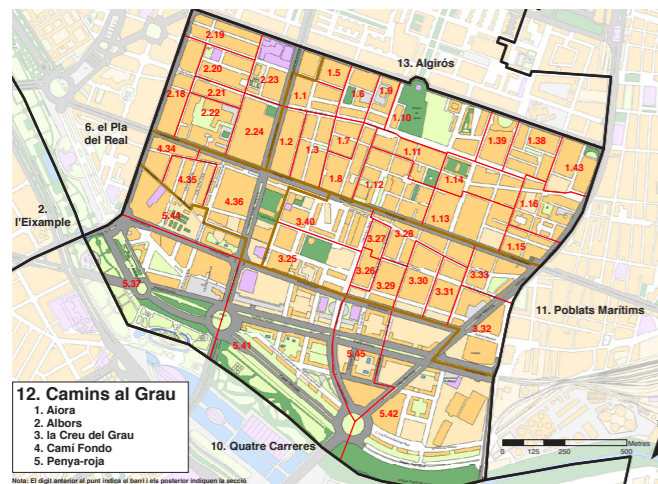 13. Algirós
2.19
2.20
2.23
1.5
1.6
1.9
1.1
1.10
2.18
2.21
2.22
2.24
1.2
1.3
1.7
1.8
1.11
1.12
1.14
1.39
1.38
1.43
6. el Pla
del Real
4.34
4.35
4.36
1.13
1.16
1.15
2.
l'Eixample
5.44
3.40
3.27
3.28
3.25
3.26
3.29
3.30
3.31
3.33
3.32
5.37
11. Poblats Marítims
5.41
5.45
5.42
12. Camins al Grau
1. Aiora
2. Albors
3. la Creu del Grau
4. Camí Fondo
5. Penya-roja
10. Quatre Carreres
Metres
0 125 250 500
Note: El dígit anterior al punt indica el barri i els posterior indiquen la secció